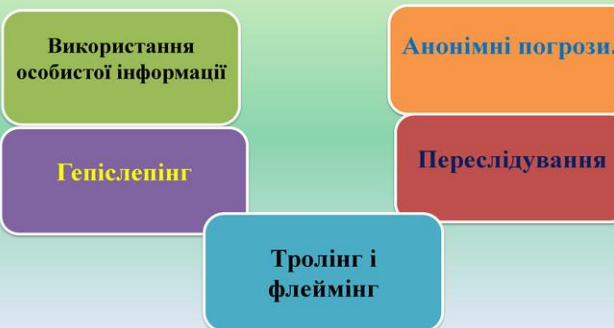 Використання
особистої інформації
Анонімні погрози.
Гепіслепінг
Переслідування
Тролінг і
флеймінг